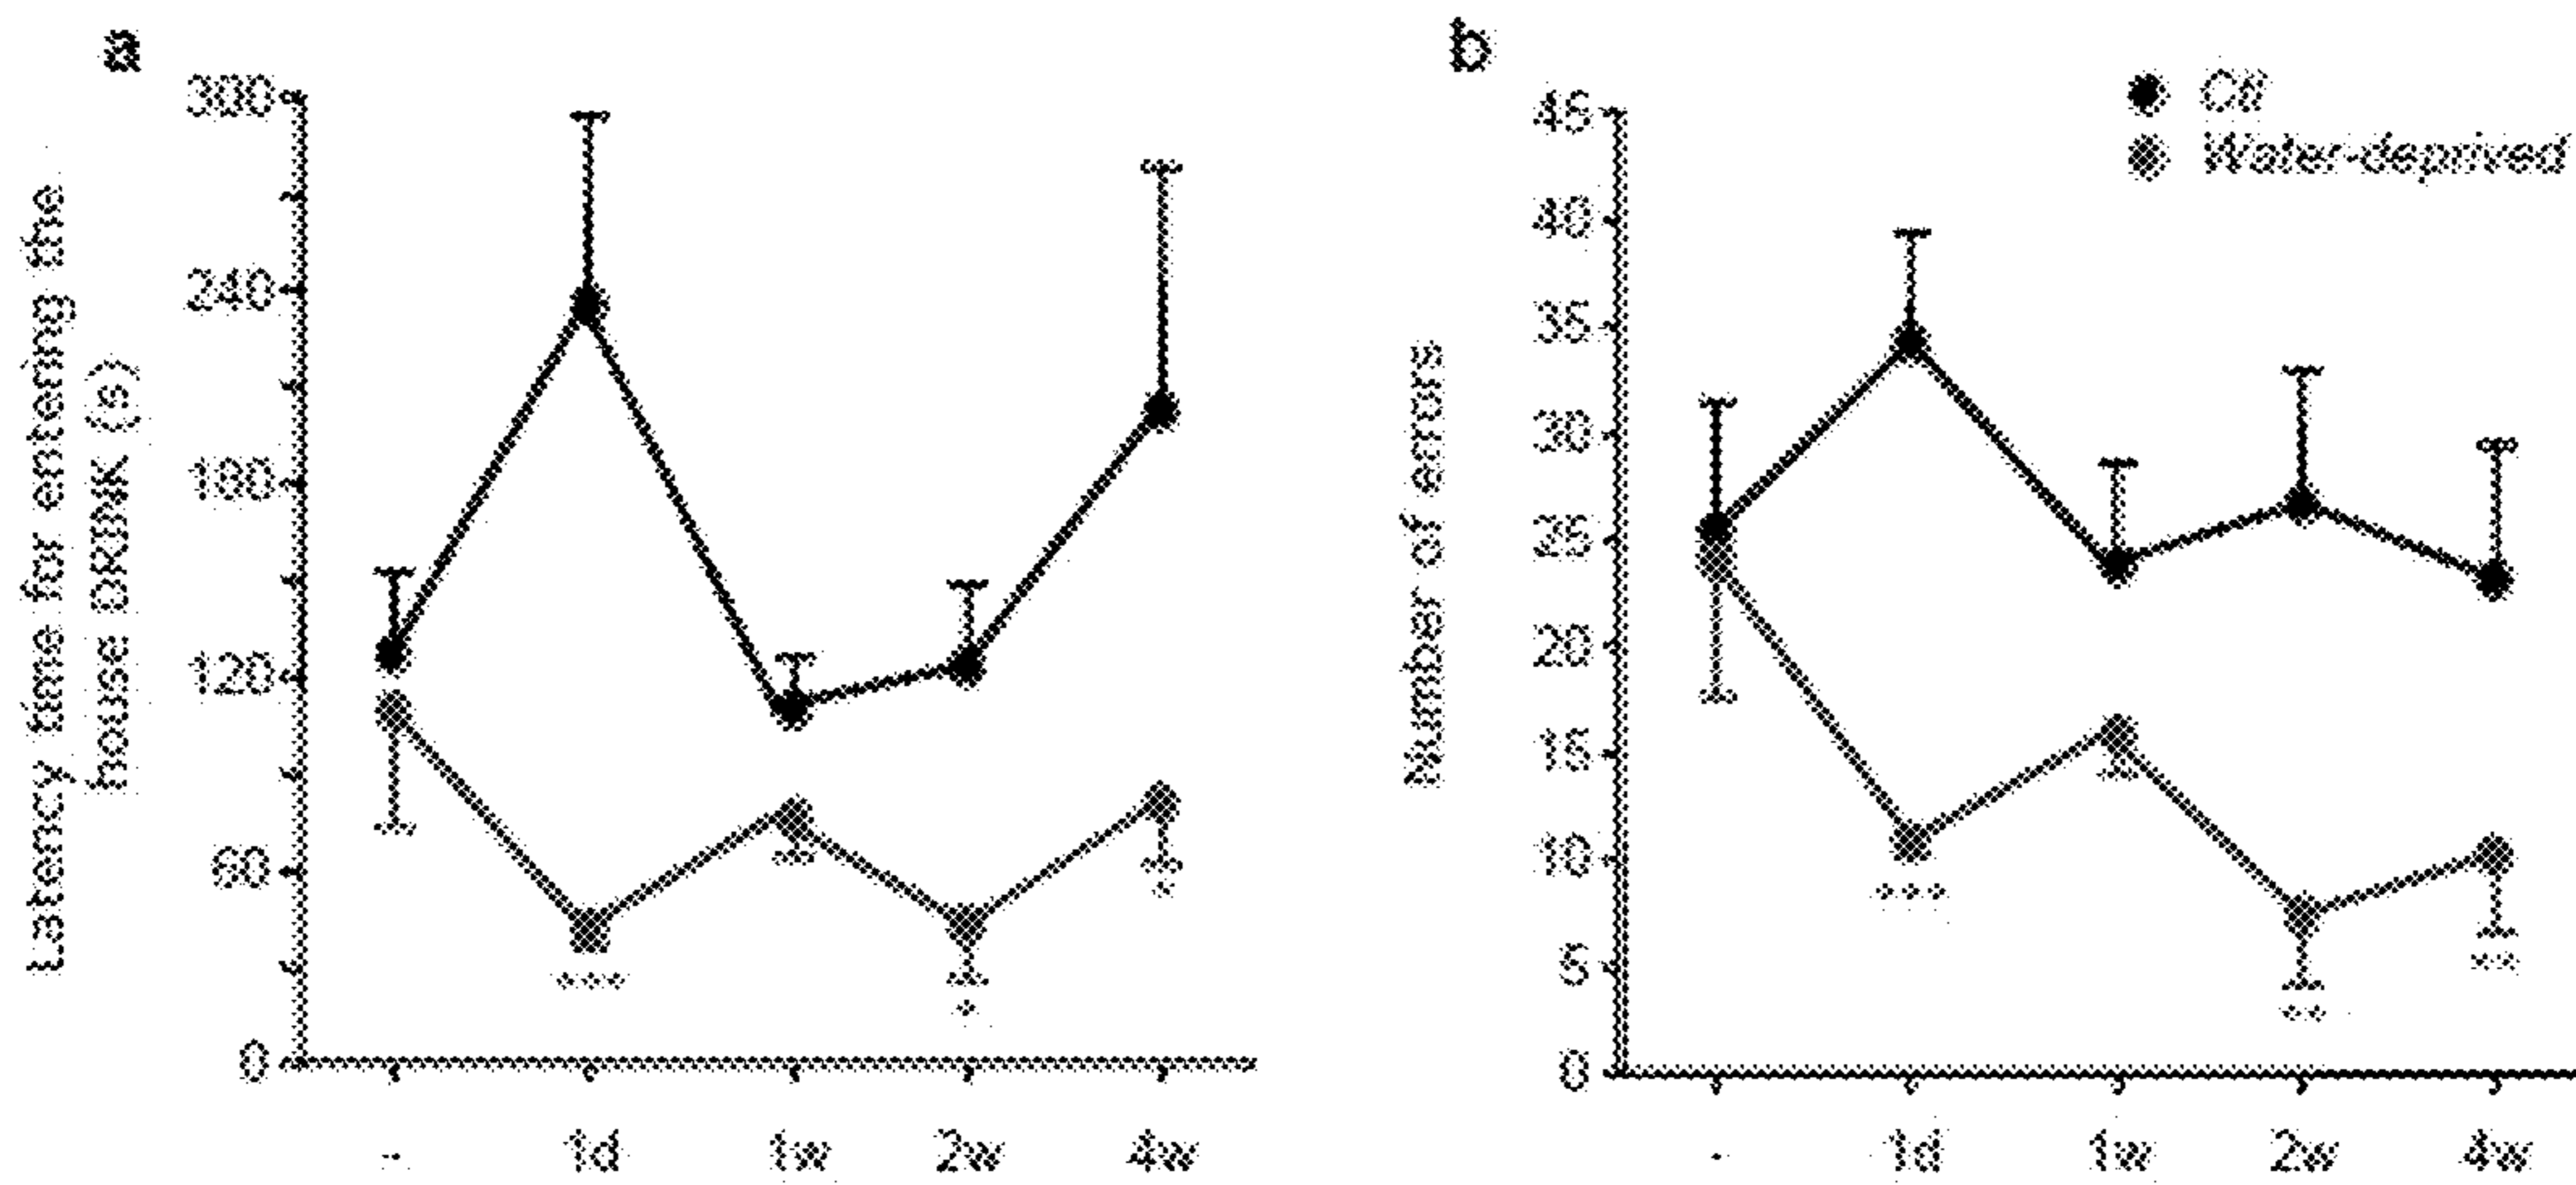 a
300
240
180
120
60
0
Latency time for entering the
house DRINK (s)
- 1d 1w 2w 4w
***
*
*
b
Ctl
Water-deprived
45
40
35
30
25
20
15
10
5
0
Number of errors
- 1d 1w 2w 4w
***
**
**